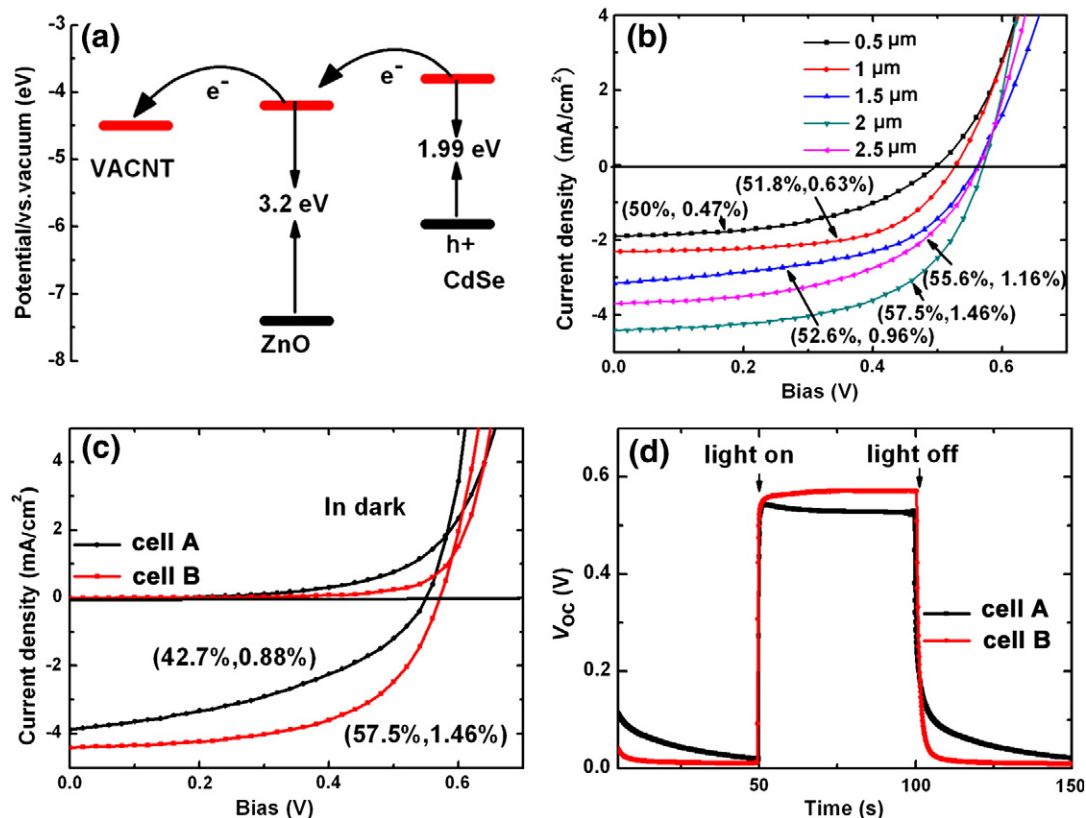 (a)
Potential/vs.vacuum (eV)
-3
-4
-5
-6
-7
-8
e-
e-
VACNT
3.2 eV
ZnO
1.99 eV
h+
CdSe
(b)
Current density (mA/cm2)
4
2
0
-2
-4
0.5 μm
1 μm
1.5 μm
2 μm
2.5 μm
(51.8%,0.63%)
(50%, 0.47%)
(55.6%, 1.16%)
(57.5%,1.46%)
(52.6%, 0.96%)
0.0 0.2 0.4 0.6
Bias (V)
(c)
Current density (mA/cm2)
4
2
0
-2
-4
In dark
cell A
cell B
(42.7%,0.88%)
(57.5%,1.46%)
0.0 0.2 0.4 0.6
Bias (V)
(d)
light on
light off
VOC (V)
0.6
0.4
0.2
0.0
cell A
cell B
0 50 100 150
Time (s)